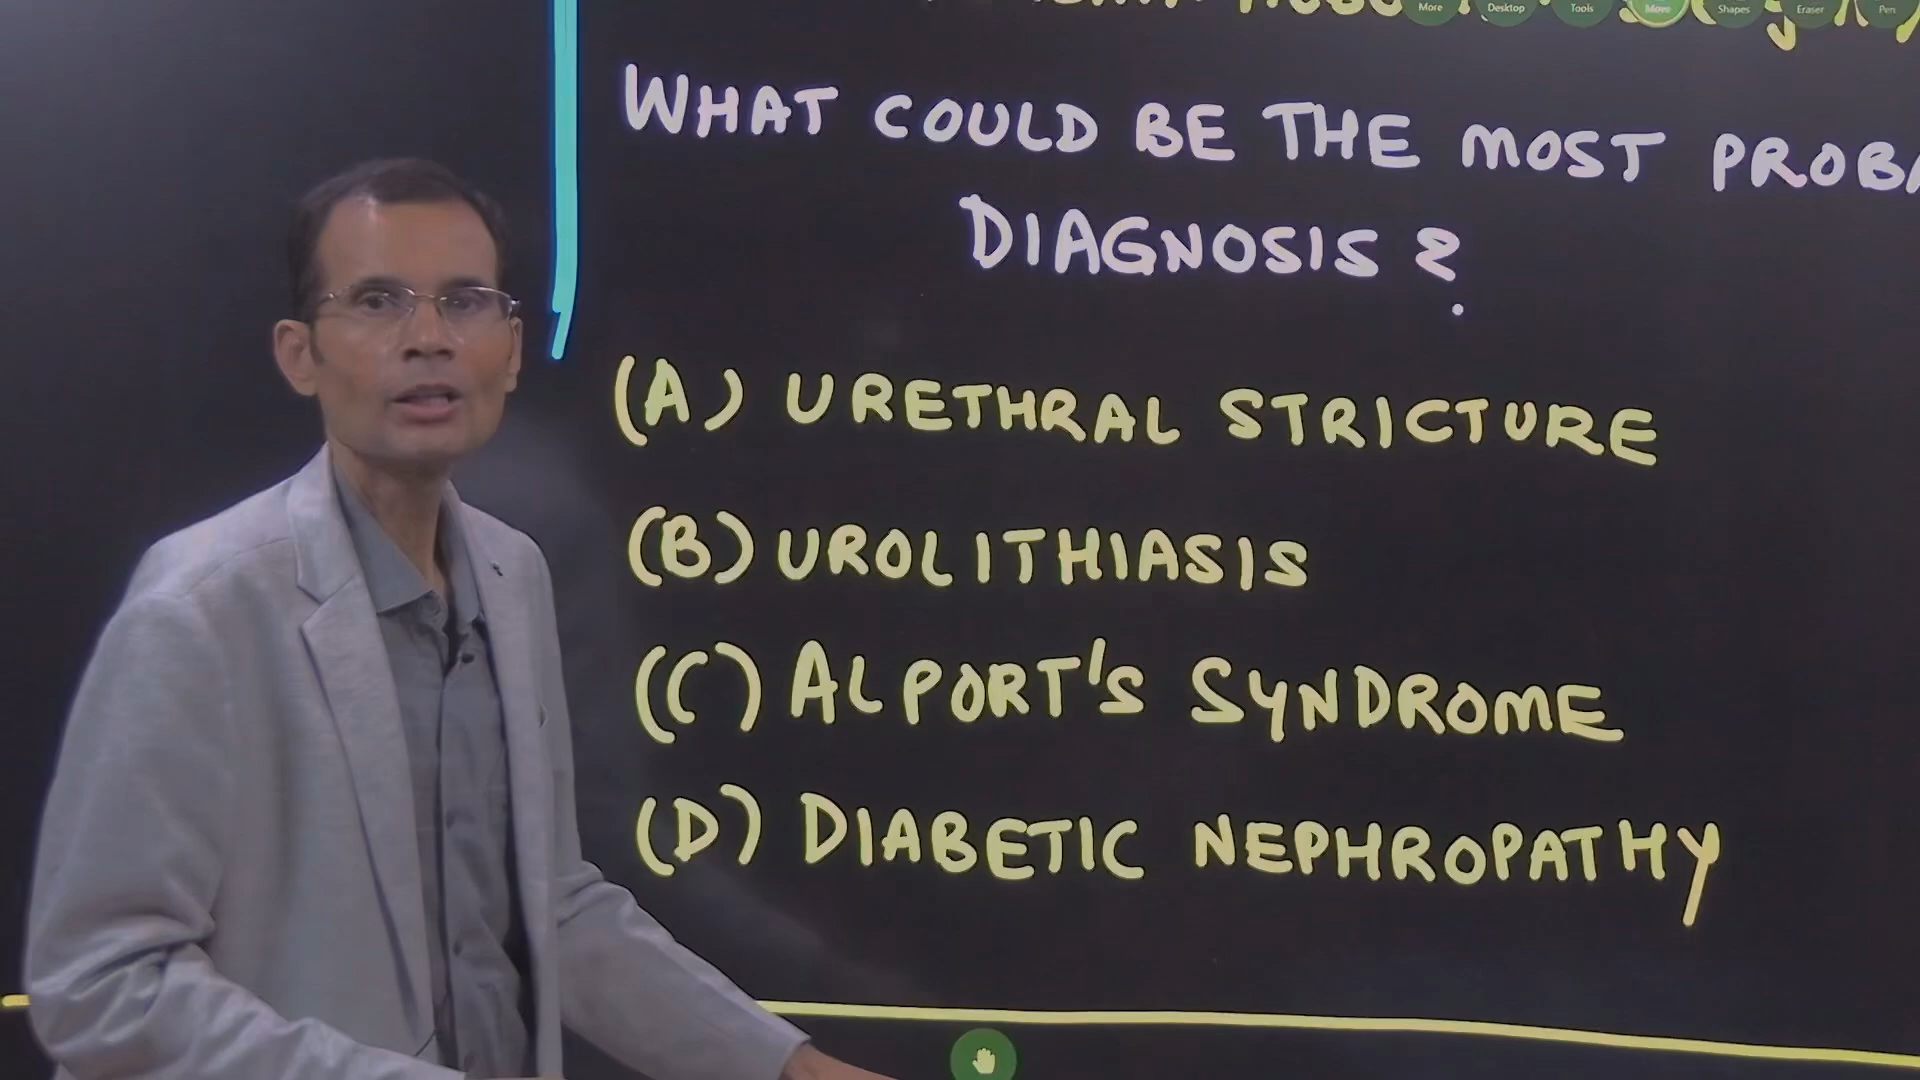 More Desktop Tools Move Shapes Eraser Pen
WHAT COULD BE THE MOST PROBA
DIAGNOSIS?
(A) URETHRAL STRICTURE
(B) UROLITHIASIS
(C) ALPORT'S SYNDROME
(D) DIABETIC NEPHROPATHY